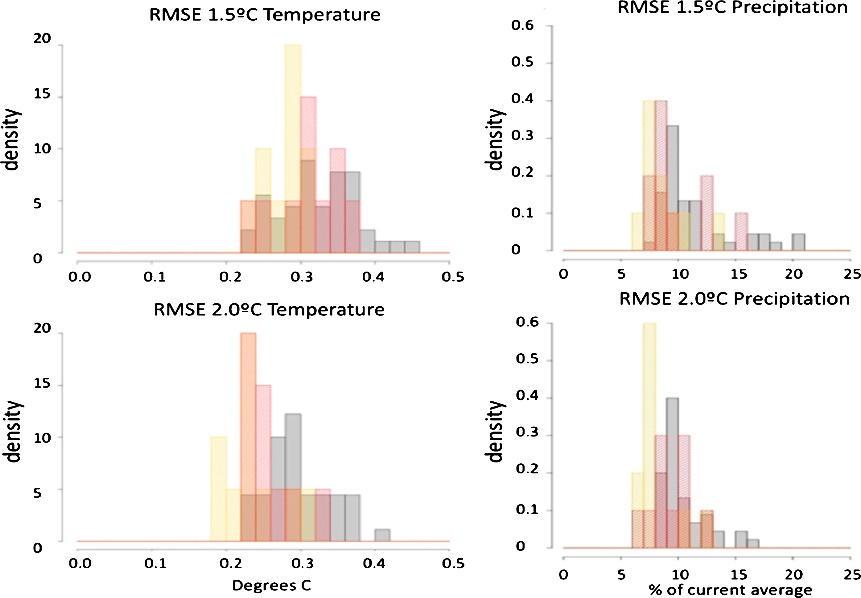 RMSE 1.5ºC Temperature
density
20
15
10
5
0
0.0 0.1 0.2 0.3 0.4 0.5
RMSE 1.5ºC Precipitation
density
0.6
0.5
0.4
0.3
0.2
0.1
0
0 5 10 15 20 25
RMSE 2.0ºC Temperature
density
20
15
10
5
0
0.0 0.1 0.2 0.3 0.4 0.5
Degrees C
RMSE 2.0ºC Precipitation
density
0.6
0.5
0.4
0.3
0.2
0.1
0
0 5 10 15 20 25
% of current average